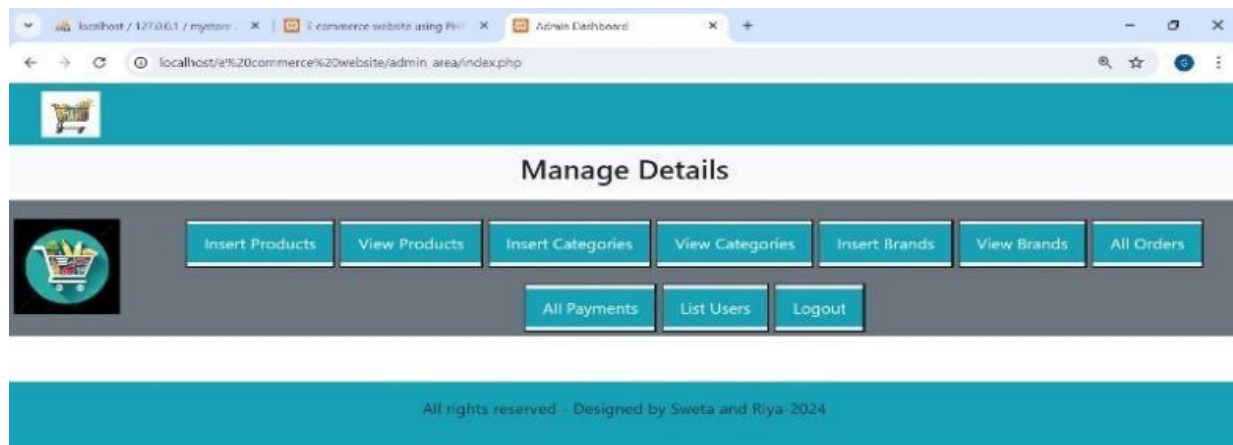 localhost / 127.0.0.1 / mystore /
E-commerce website using PH
Admin Dashboard
localhost/e%20commerce%20website/admin_area/index.php
Manage Details
Insert Products View Products Insert Categories View Categories Insert Brands View Brands All Orders
All Payments List Users Logout
All rights reserved - Designed by Sweta and Riya-2024